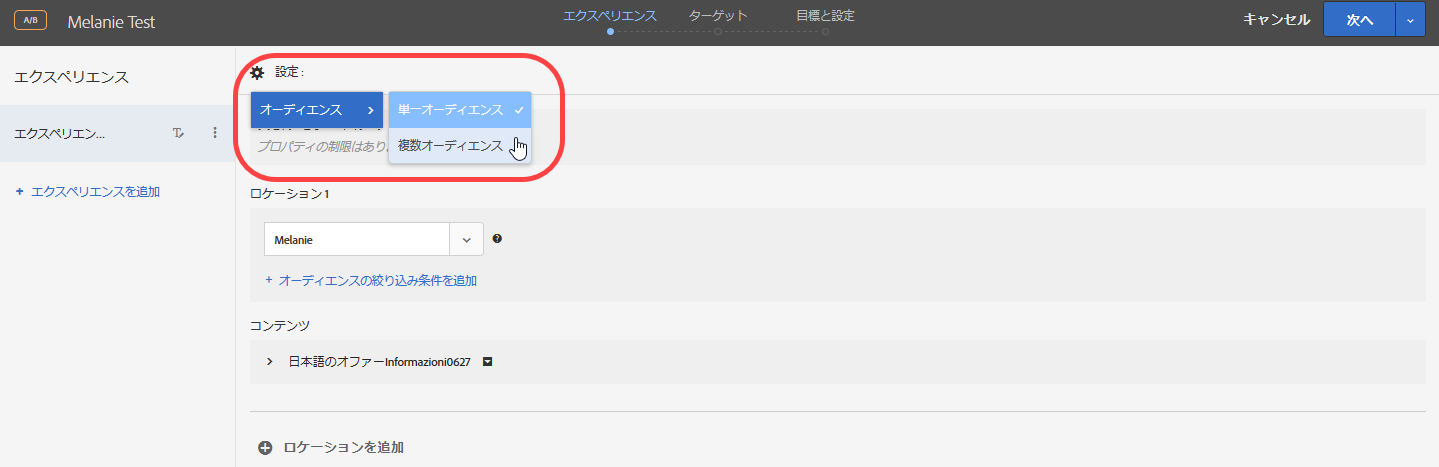 A/B
Melanie Test
エクスペリエンス
ターゲット
目標と設定
キャンセル
次へ
エクスペリエンス
エクスペリエン...
+ エクスペリエンスを追加
設定 :
オーディエンス
単一オーディエンス
複数オーディエンス
プロパティの制限はあり
ロケーション 1
Melanie
+ オーディエンスの絞り込み条件を追加
コンテンツ
日本語のオファーInformazioni0627
ロケーションを追加